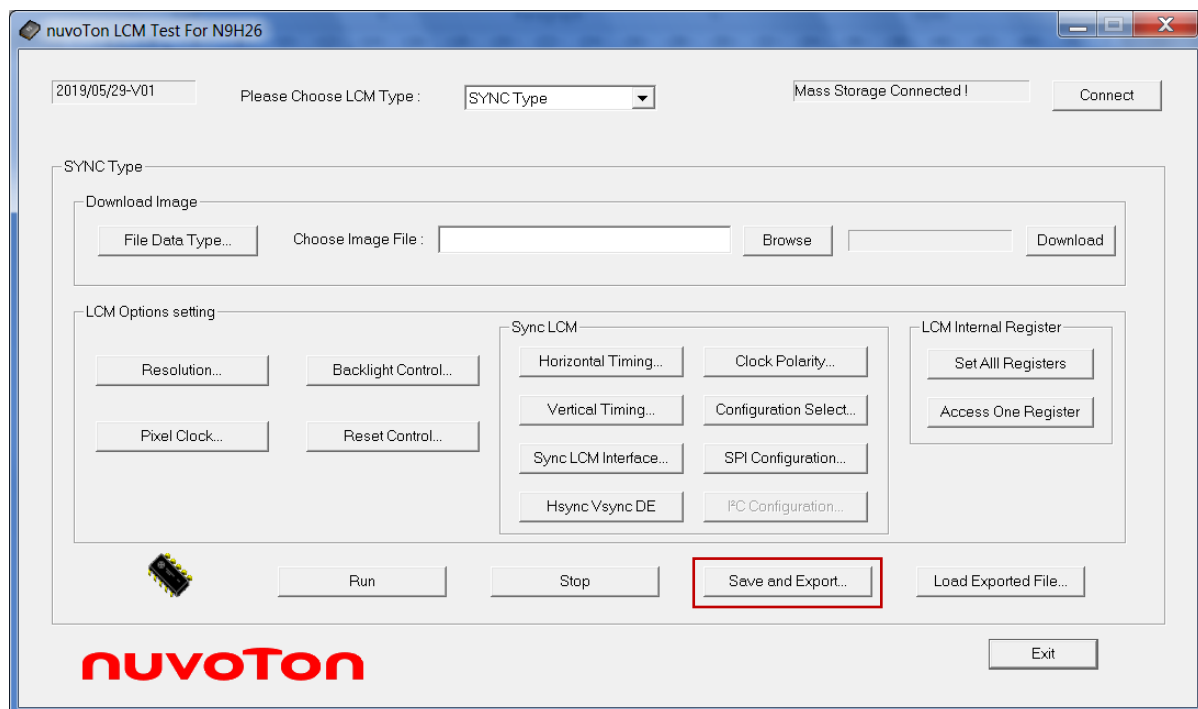 nuvoTon LCM Test For N9H26
X
2019/05/29-V01
Please Choose LCM Type :
SYNC Type
Mass Storage Connected !
Connect
SYNC Type
Download Image
File Data Type...
Choose Image File :
Browse
Download
LCM Options setting
Resolution...
Backlight Control...
Pixel Clock...
Reset Control...
Sync LCM
Horizontal Timing...
Clock Polarity...
Vertical Timing...
Configuration Select...
Sync LCM Interface...
SPI Configuration...
Hsync Vsync DE
I²C Configuration...
LCM Internal Register
Set Alll Registers
Access One Register
Run
Stop
Save and Export...
Load Exported File...
nuvoTon
Exit